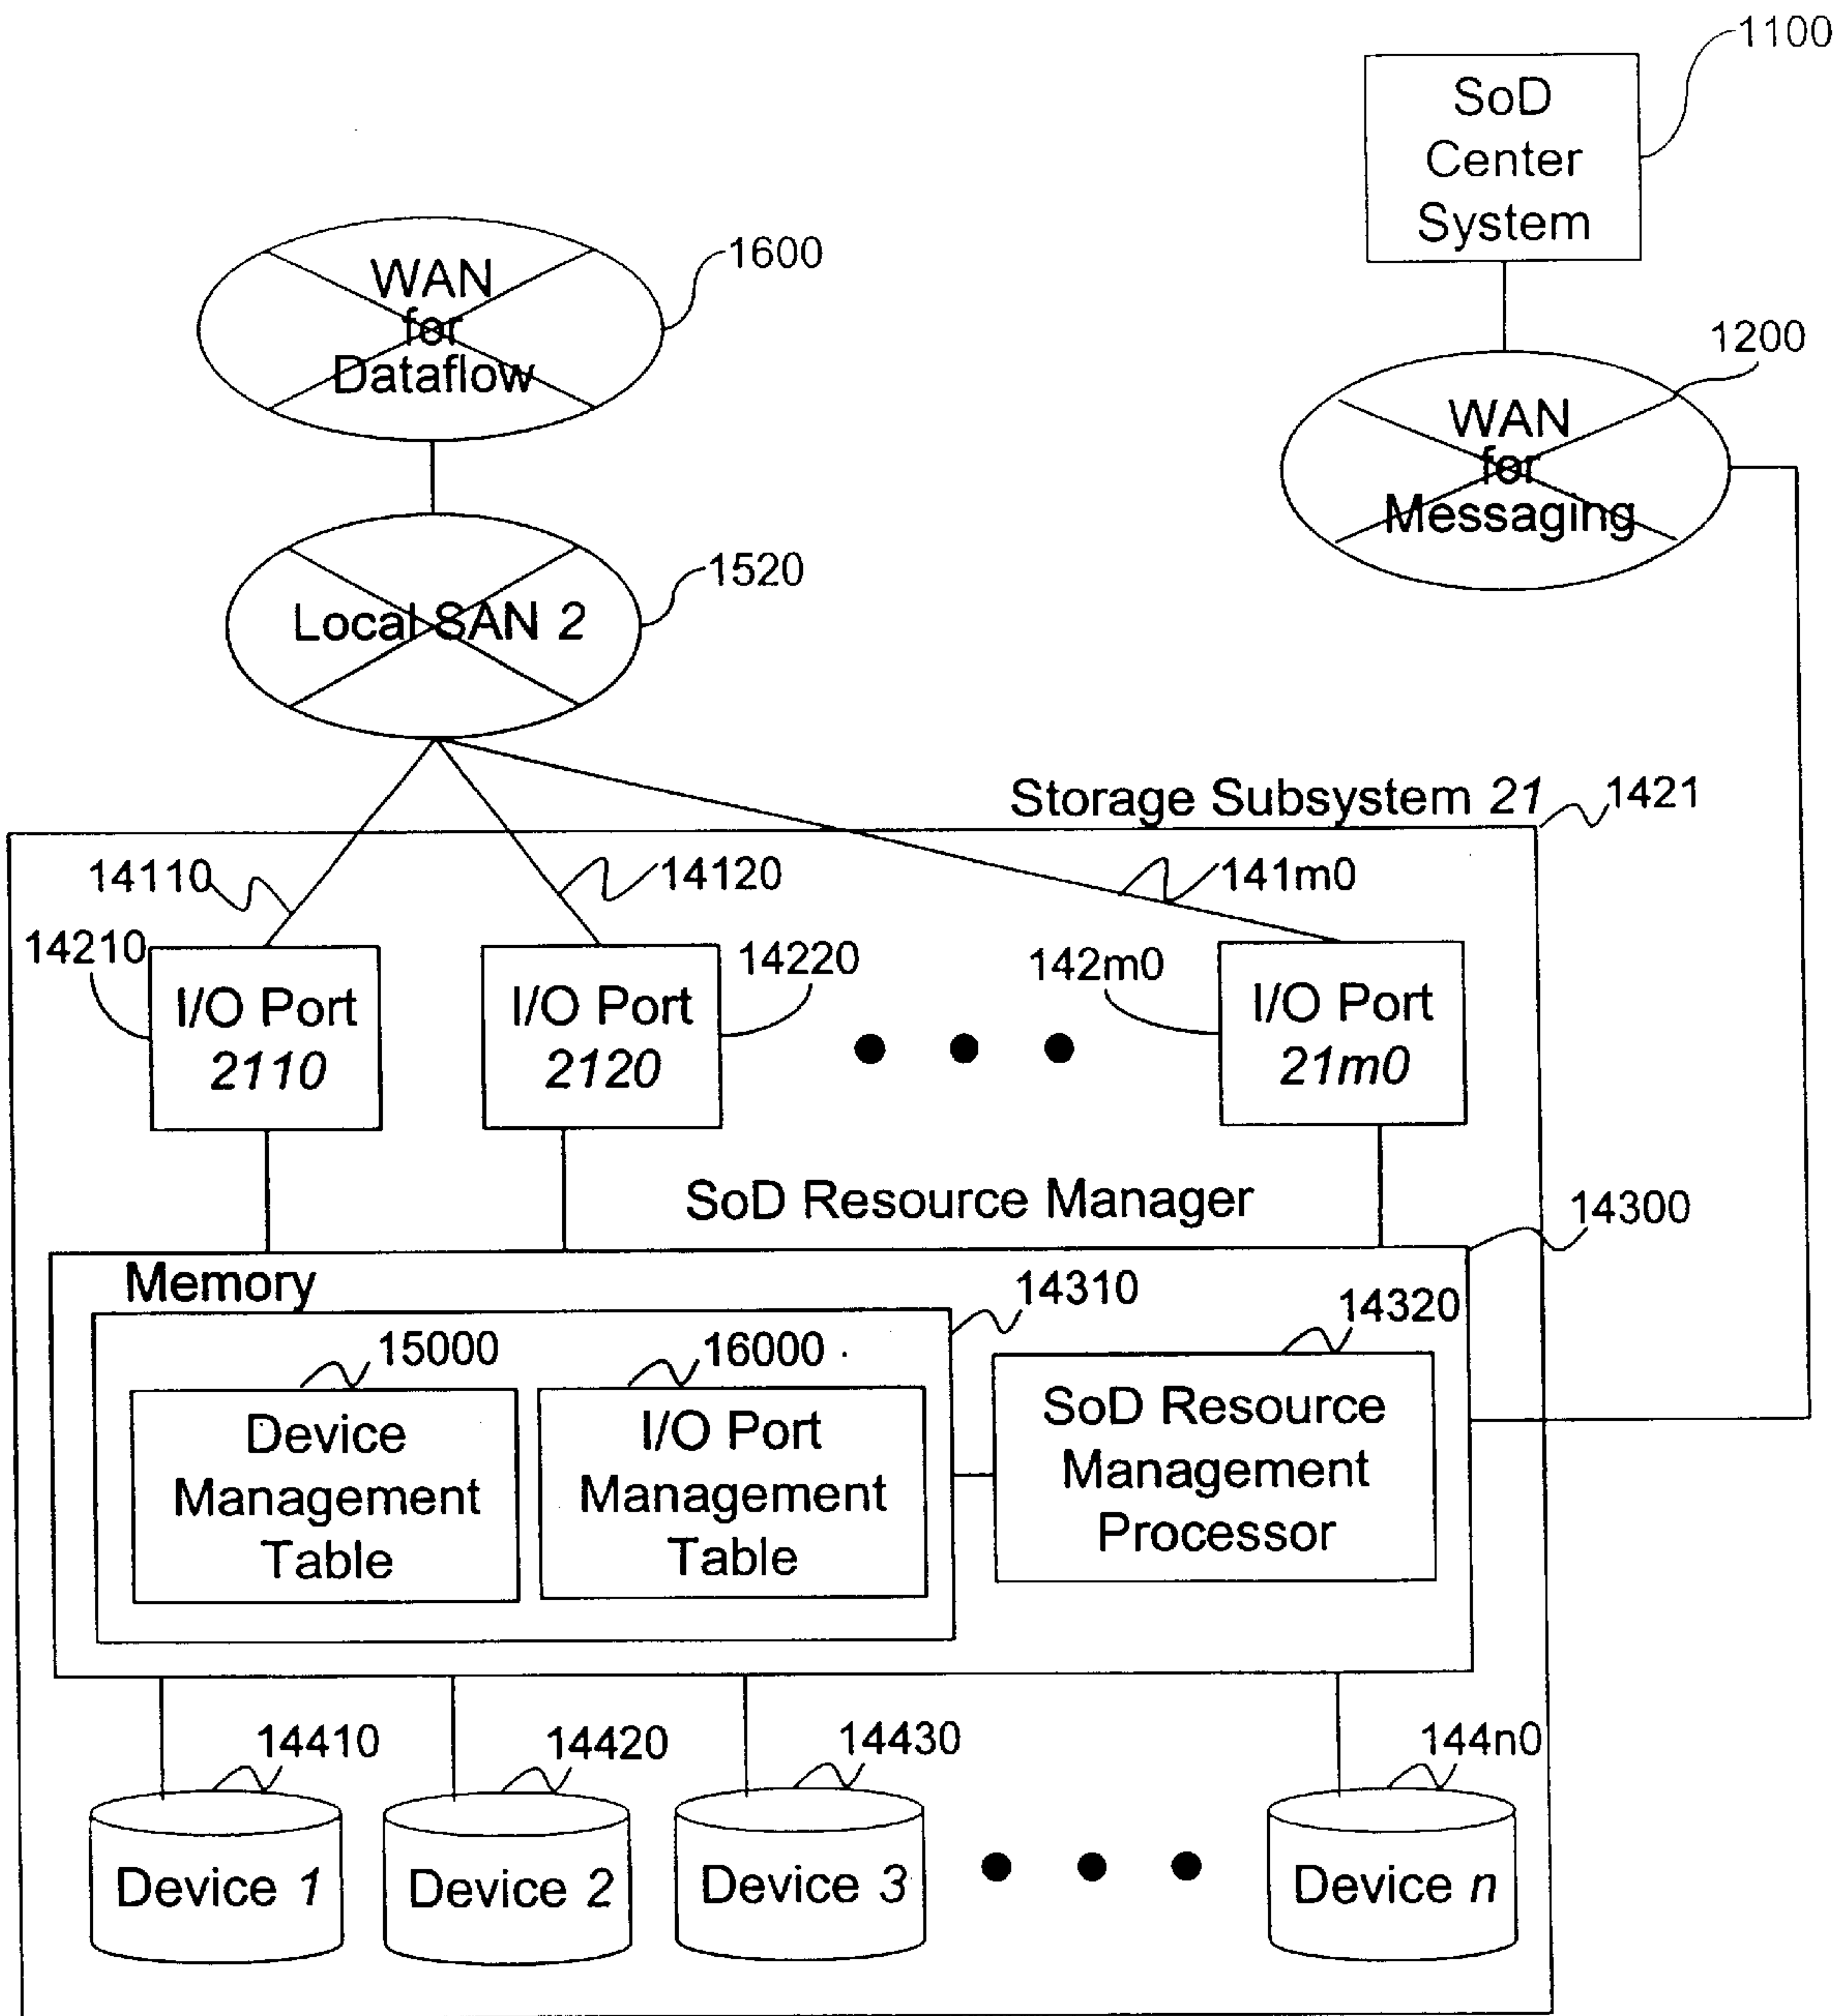 1100
SoD
Center
System
1600
WAN
for
Dataflow
1200
WAN
for
Messaging
1520
Local SAN 2
Storage Subsystem 21
1421
14110
14120
141m0
14210
I/O Port
2110
14220
I/O Port
2120
142m0
I/O Port
21m0
SoD Resource Manager
14300
Memory
14310
14320
15000
16000
Device
Management
Table
I/O Port
Management
Table
SoD Resource
Management
Processor
14410
14420
14430
144n0
Device 1
Device 2
Device 3
Device n